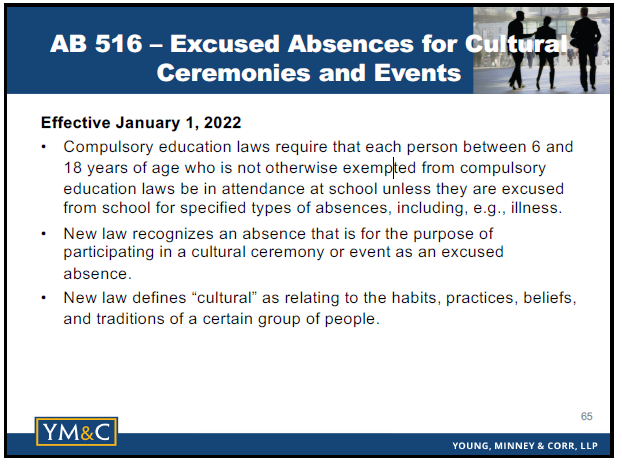 AB 516 – Excused Absences for Cultural
Ceremonies and Events
Effective January 1, 2022
• Compulsory education laws require that each person between 6 and
18 years of age who is not otherwise exempted from compulsory
education laws be in attendance at school unless they are excused
from school for specified types of absences, including, e.g., illness.
• New law recognizes an absence that is for the purpose of
participating in a cultural ceremony or event as an excused
absence.
• New law defines “cultural” as relating to the habits, practices, beliefs,
and traditions of a certain group of people.
65
YM&C
YOUNG, MINNEY & CORR, LLP